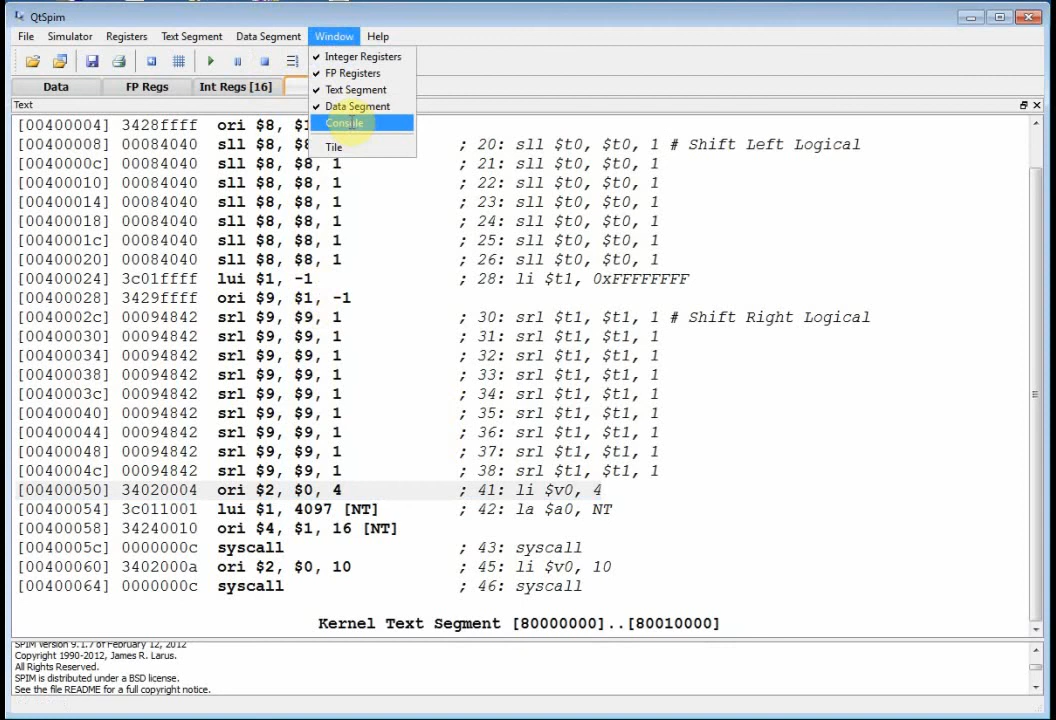 QtSpim
File Simulator Registers Text Segment Data Segment Window Help
Integer Registers
FP Registers
Text Segment
Data Segment
Console
Tile
Data FP Regs Int Regs [16]
Text
[00400004] 3428ffff ori $8, $1
[00400008] 00084040 sll $8, $8, 1 ; 20: sll $t0, $t0, 1 # Shift Left Logical
[0040000c] 00084040 sll $8, $8, 1 ; 21: sll $t0, $t0, 1
[00400010] 00084040 sll $8, $8, 1 ; 22: sll $t0, $t0, 1
[00400014] 00084040 sll $8, $8, 1 ; 23: sll $t0, $t0, 1
[00400018] 00084040 sll $8, $8, 1 ; 24: sll $t0, $t0, 1
[0040001c] 00084040 sll $8, $8, 1 ; 25: sll $t0, $t0, 1
[00400020] 00084040 sll $8, $8, 1 ; 26: sll $t0, $t0, 1
[00400024] 3c01ffff lui $1, -1 ; 28: li $t1, 0xFFFFFFFF
[00400028] 3429ffff ori $9, $1, -1
[0040002c] 00094842 srl $9, $9, 1 ; 30: srl $t1, $t1, 1 # Shift Right Logical
[00400030] 00094842 srl $9, $9, 1 ; 31: srl $t1, $t1, 1
[00400034] 00094842 srl $9, $9, 1 ; 32: srl $t1, $t1, 1
[00400038] 00094842 srl $9, $9, 1 ; 33: srl $t1, $t1, 1
[0040003c] 00094842 srl $9, $9, 1 ; 34: srl $t1, $t1, 1
[00400040] 00094842 srl $9, $9, 1 ; 35: srl $t1, $t1, 1
[00400044] 00094842 srl $9, $9, 1 ; 36: srl $t1, $t1, 1
[00400048] 00094842 srl $9, $9, 1 ; 37: srl $t1, $t1, 1
[0040004c] 00094842 srl $9, $9, 1 ; 38: srl $t1, $t1, 1
[00400050] 34020004 ori $2, $0, 4 ; 41: li $v0, 4
[00400054] 3c011001 lui $1, 4097 [NT] ; 42: la $a0, NT
[00400058] 34240010 ori $4, $1, 16 [NT]
[0040005c] 0000000c syscall ; 43: syscall
[00400060] 3402000a ori $2, $0, 10 ; 45: li $v0, 10
[00400064] 0000000c syscall ; 46: syscall
Kernel Text Segment [80000000]..[80010000]
SPIM Version 9.1.7 of February 12, 2012
Copyright 1990-2012, James R. Larus.
All Rights Reserved.
SPIM is distributed under a BSD license.
See the file README for a full copyright notice.